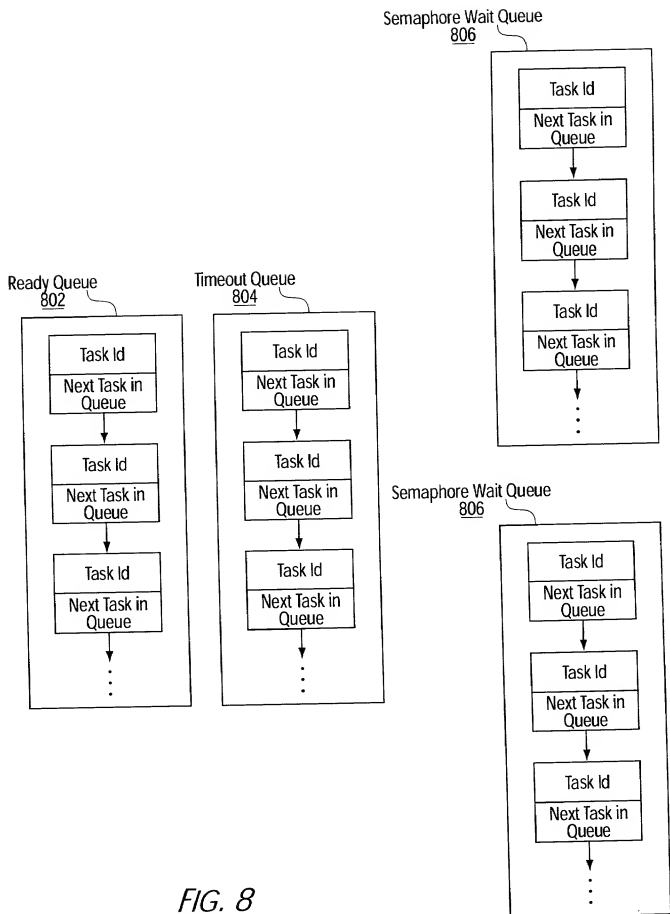 Semaphore Wait Queue
806
Task Id
Next Task in
Queue
Task Id
Next Task in
Queue
Task Id
Next Task in
Queue
Ready Queue
802
Task Id
Next Task in
Queue
Task Id
Next Task in
Queue
Task Id
Next Task in
Queue
Timeout Queue
804
Task Id
Next Task in
Queue
Task Id
Next Task in
Queue
Task Id
Next Task in
Queue
Semaphore Wait Queue
806
Task Id
Next Task in
Queue
Task Id
Next Task in
Queue
Task Id
Next Task in
Queue
FIG. 8